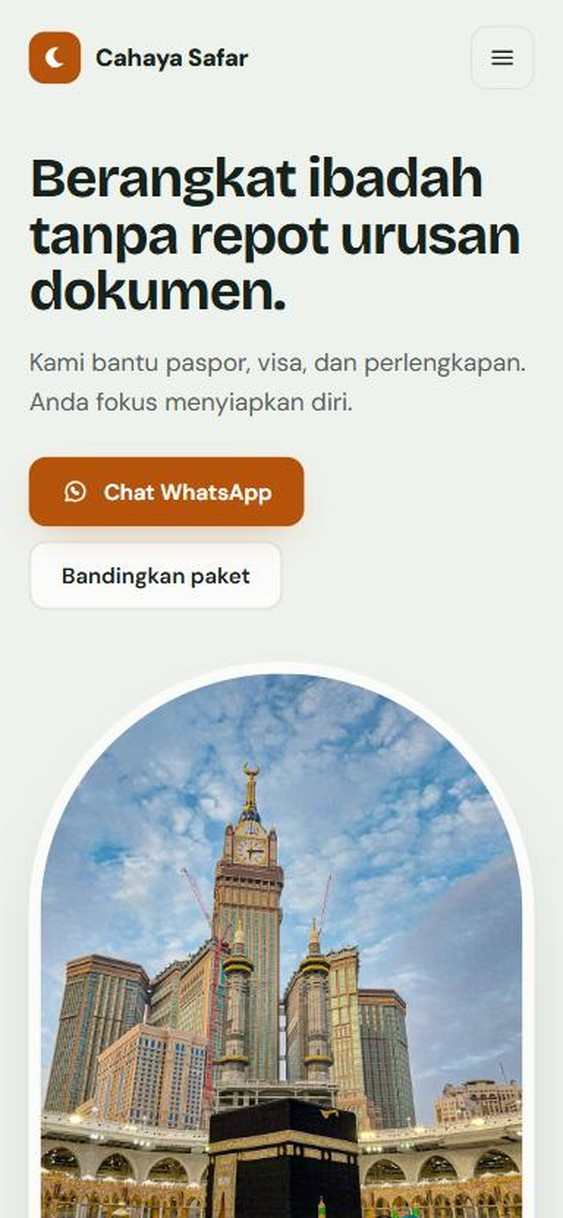 Cahaya Safar
Berangkat ibadah
tanpa repot urusan
dokumen.
Kami bantu paspor, visa, dan perlengkapan.
Anda fokus menyiapkan diri.
Chat WhatsApp
Bandingkan paket